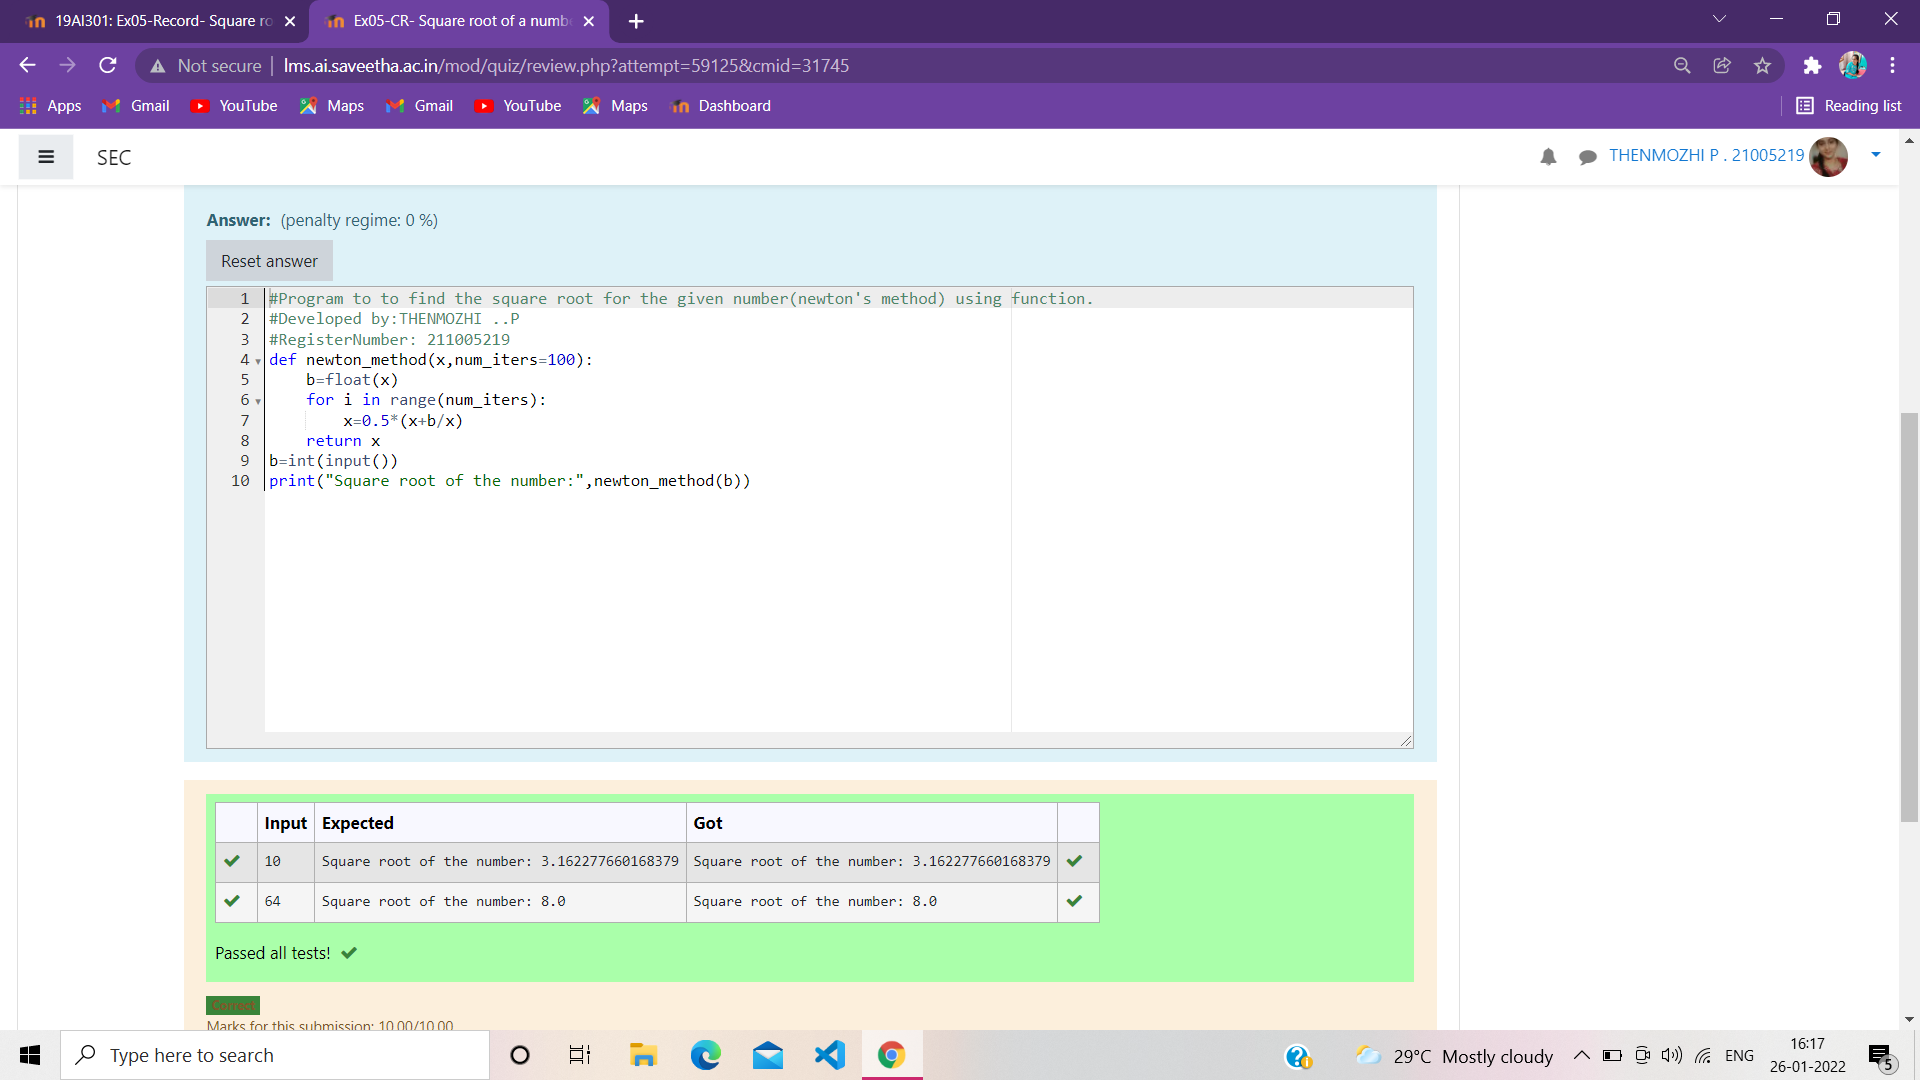 19AI301: Ex05-Record- Square ro
Ex05-CR- Square root of a numb
Not secure | lms.ai.saveetha.ac.in/mod/quiz/review.php?attempt=59125&cmid=31745
Apps Gmail YouTube Maps Gmail YouTube Maps Dashboard Reading list
SEC
THENMOZHI P . 21005219
Answer: (penalty regime: 0 %)
Reset answer
1 #Program to to find the square root for the given number(newton's method) using function.
2 #Developed by:THENMOZHI ..P
3 #RegisterNumber: 211005219
4 def newton_method(x,num_iters=100):
5     b=float(x)
6     for i in range(num_iters):
7         x=0.5*(x+b/x)
8     return x
9 b=int(input())
10 print("Square root of the number:",newton_method(b))
Input Expected Got
10 Square root of the number: 3.162277660168379 Square root of the number: 3.162277660168379
64 Square root of the number: 8.0 Square root of the number: 8.0
Passed all tests!
Correct
Marks for this submission: 10.00/10.00
Type here to search
29°C Mostly cloudy
ENG
16:17
26-01-2022
5